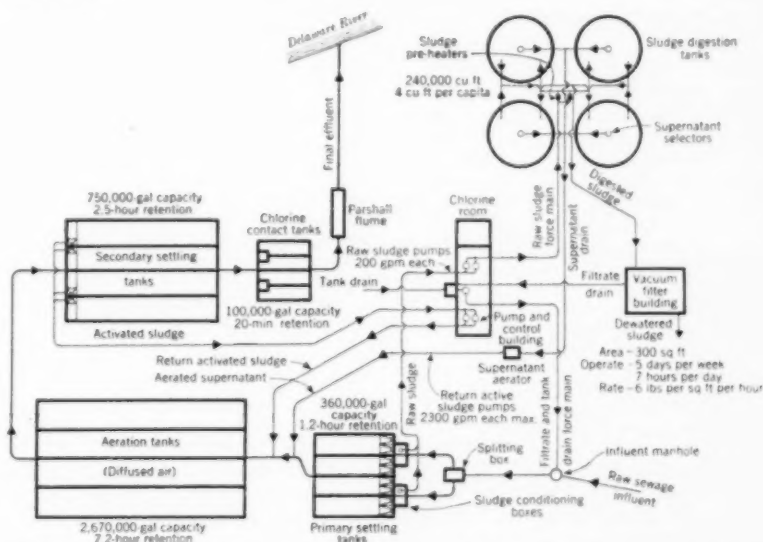 Delaware River
Sludge
pre-heaters
Sludge digestion
tanks
240,000 cu ft
4 cu ft per capita
Supernatant
selectors
Final effluent
Digested
sludge
750,000-gal capacity
2.5-hour retention
Chlorine
contact tanks
Parshall
flume
Chlorine
room
Raw sludge
force main
Supernatant
drain
Secondary settling
tanks
Raw sludge pumps
200 gpm each
Tank drain
Filtrate
drain
Vacuum
filter
building
100,000-gal capacity
20-min retention
Activated sludge
Pump and
control
building
Dewatered
sludge
Return activated sludge
Aerated supernatant
Supernatant
aerator
Area - 300 sq ft
Operate - 5 days per week
7 hours per day
Rate - 6 lbs per sq ft per hour
360,000-gal
capacity
1.2-hour retention
Raw sludge
Return active
sludge pumps
2300 gpm each max.
Filtrate and tank
drain force main
Aeration tanks
(Diffused air)
Splitting
box
Influent manhole
Raw sewage
influent
Sludge conditioning
boxes
Primary settling
tanks
2,670,000-gal capacity
7.2-hour retention